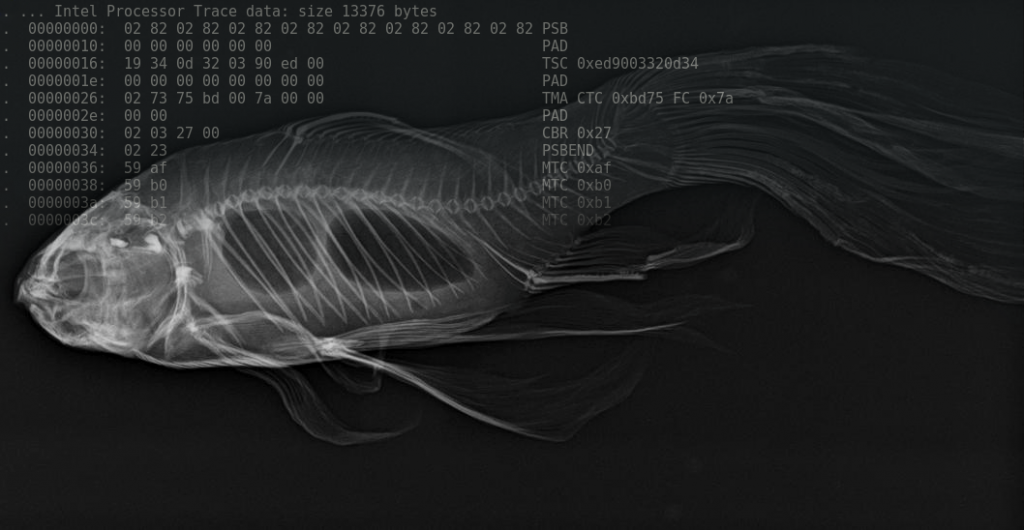 . ... Intel Processor Trace data: size 13376 bytes
. 00000000: 02 82 02 82 02 82 02 82 02 82 02 82 02 82 02 82 PSB
. 00000010: 00 00 00 00 00 00 PAD
. 00000016: 19 34 0d 32 03 90 ed 00 TSC 0xed9003320d34
. 0000001e: 00 00 00 00 00 00 00 00 PAD
. 00000026: 02 73 75 bd 00 7a 00 00 TMA CTC 0xbd75 FC 0x7a
. 0000002e: 00 00 PAD
. 00000030: 02 03 27 00 CBR 0x27
. 00000034: 02 23 PSBEND
. 00000036: 59 af MTC 0xaf
. 00000038: 59 b0 MTC 0xb0
. 0000003a: 59 b1 MTC 0xb1
. 0000003c: 59 b2 MTC 0xb2